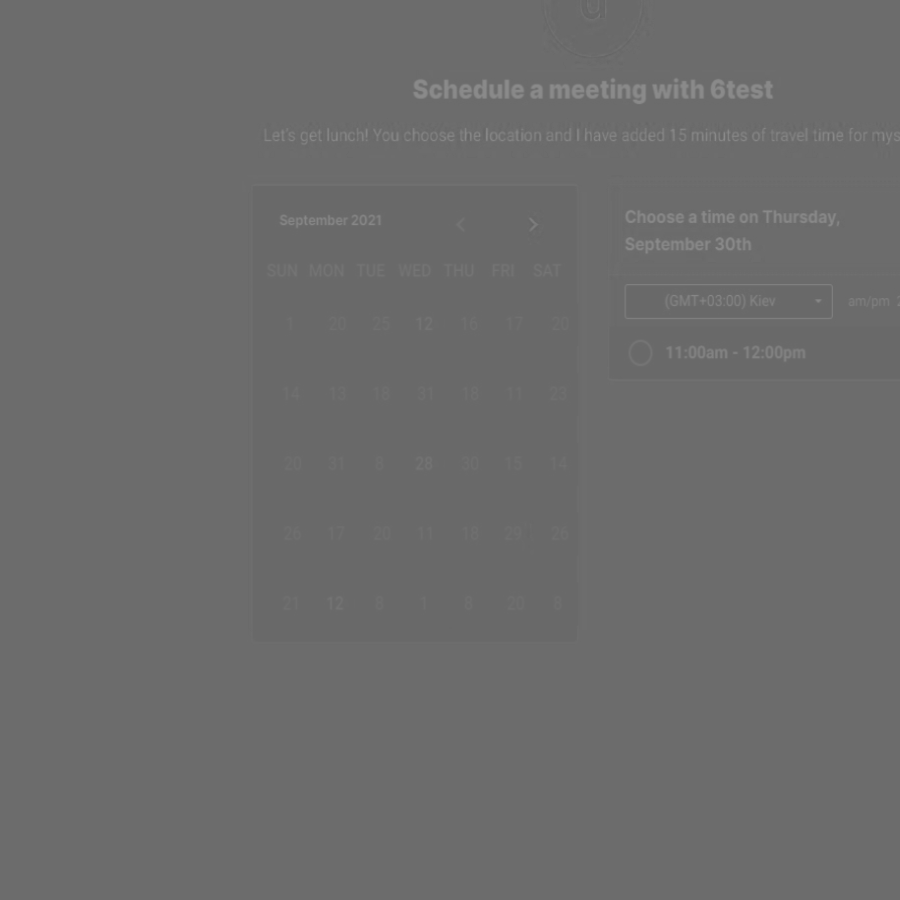 Schedule a meeting with 6test
Let's get lunch! You choose the location and I have added 15 minutes of travel time for mys
September 2021
SUN MON TUE WED THU FRI SAT
1 20 25 12 16 17 20
14 13 18 31 18 11 23
20 31 8 28 30 15 14
26 17 20 11 18 29 26
21 12 8 1 8 20 8
Choose a time on Thursday,
September 30th
(GMT+03:00) Kiev am/pm
11:00am - 12:00pm